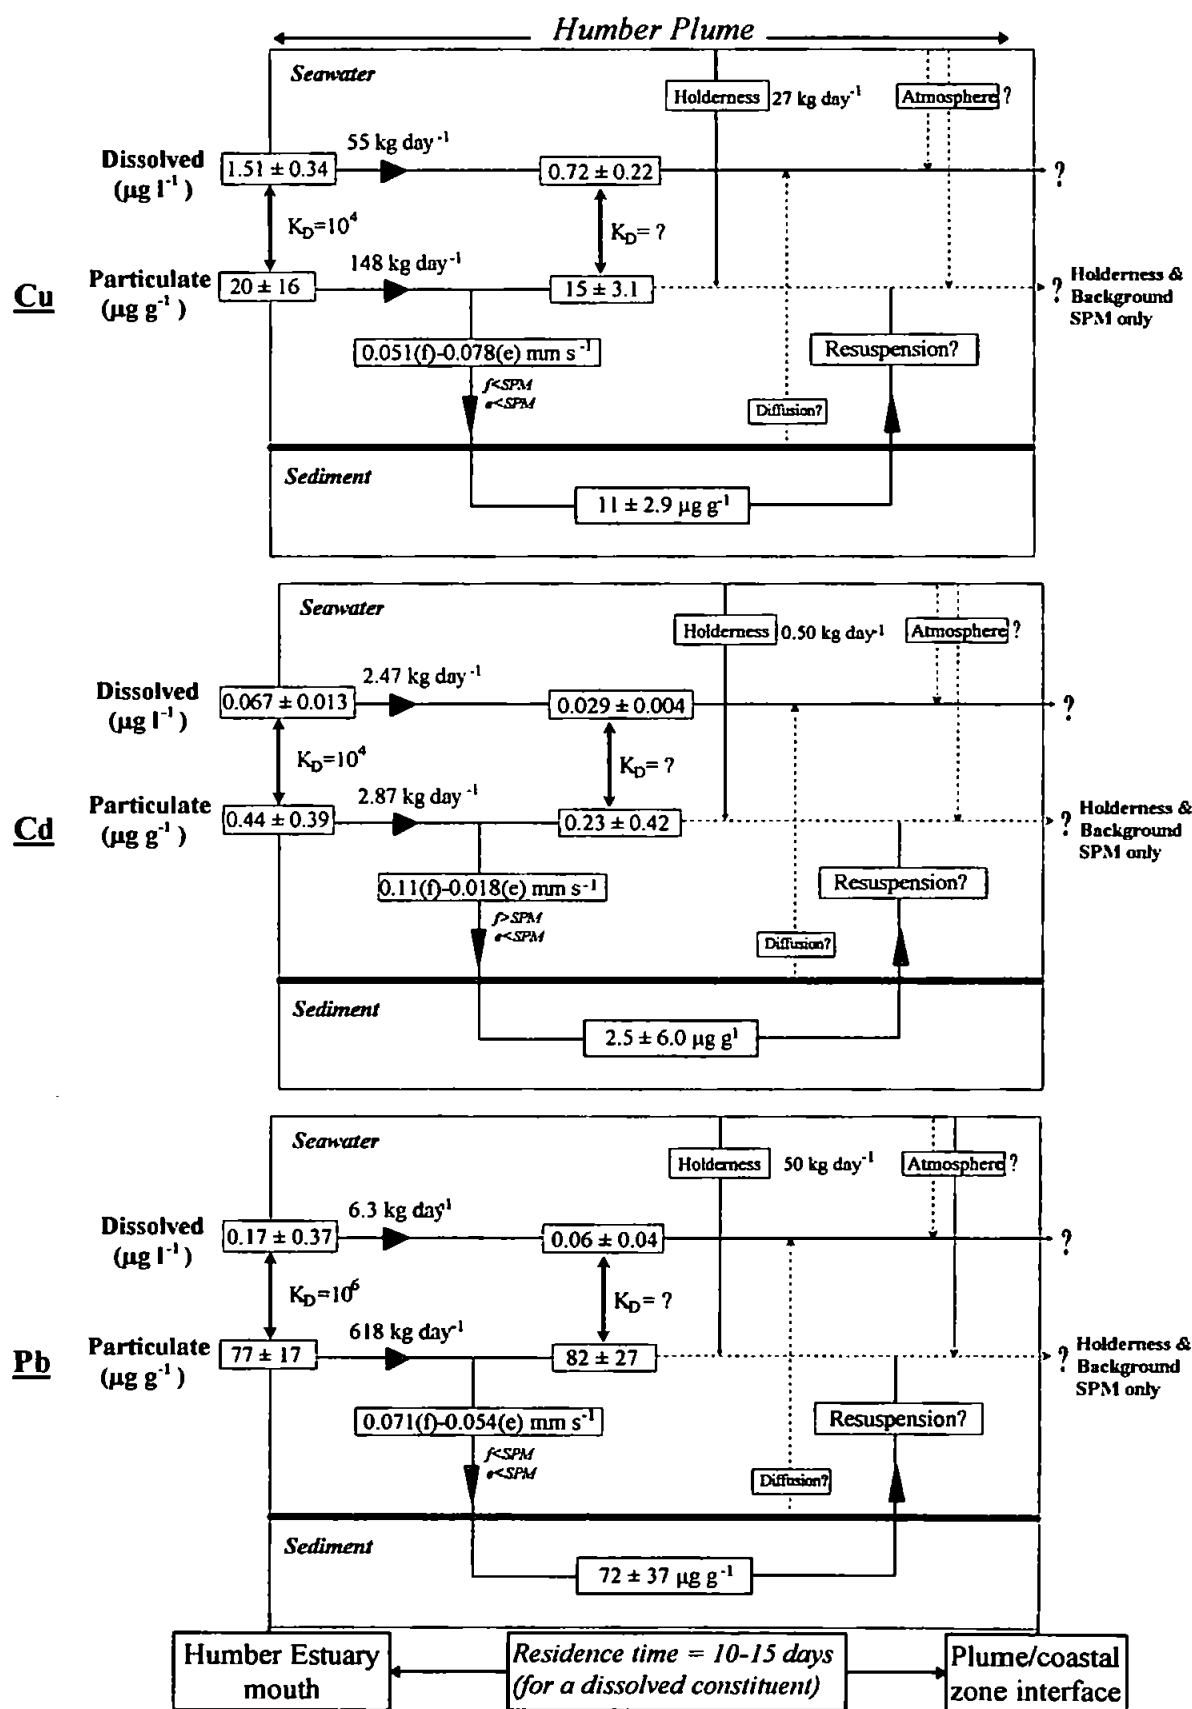 Humber Plume
Seawater
Holderness 27 kg day⁻¹
Atmosphere ?
Dissolved
(µg l⁻¹)
1.51 ± 0.34
55 kg day⁻¹
0.72 ± 0.22
?
K_D=10⁴
K_D= ?
Cu
Particulate
(µg g⁻¹)
20 ± 16
148 kg day⁻¹
15 ± 3.1
? Holderness &
Background
SPM only
0.051(f)-0.078(e) mm s⁻¹
f<SPM
e<SPM
Resuspension?
Diffusion?
Sediment
11 ± 2.9 µg g⁻¹
Seawater
Holderness 0.50 kg day⁻¹
Atmosphere ?
Dissolved
(µg l⁻¹)
0.067 ± 0.013
2.47 kg day⁻¹
0.029 ± 0.004
?
K_D=10⁴
K_D= ?
Cd
Particulate
(µg g⁻¹)
0.44 ± 0.39
2.87 kg day⁻¹
0.23 ± 0.42
? Holderness &
Background
SPM only
0.11(f)-0.018(e) mm s⁻¹
f>SPM
e<SPM
Resuspension?
Diffusion?
Sediment
2.5 ± 6.0 µg g¹
Seawater
Holderness 50 kg day⁻¹
Atmosphere ?
Dissolved
(µg l⁻¹)
0.17 ± 0.37
6.3 kg day¹
0.06 ± 0.04
?
K_D=10⁶
K_D= ?
Pb
Particulate
(µg g⁻¹)
77 ± 17
618 kg day⁻¹
82 ± 27
? Holderness &
Background
SPM only
0.071(f)-0.054(e) mm s⁻¹
f<SPM
e<SPM
Resuspension?
Diffusion?
Sediment
72 ± 37 µg g⁻¹
Humber Estuary
mouth
Residence time = 10-15 days
(for a dissolved constituent)
Plume/coastal
zone interface